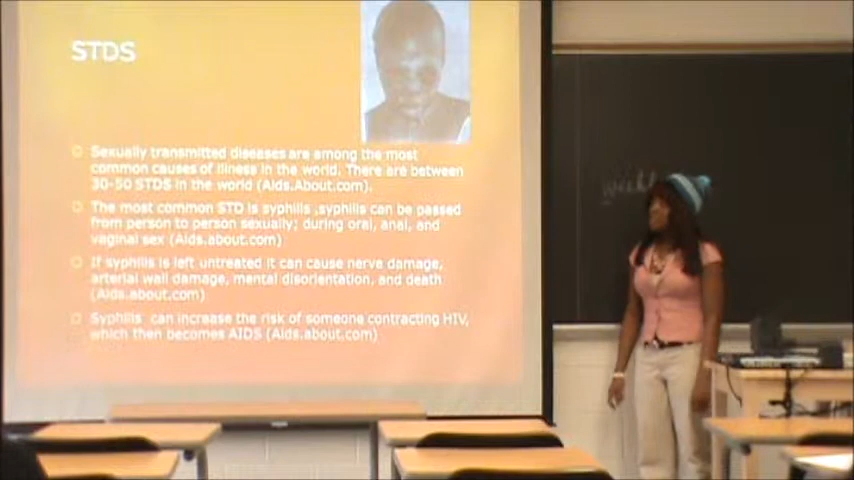 STDS
Sexually transmitted diseases are among the most
common causes of illness in the world. There are between
30-50 STDS in the world (Aids.About.com).
The most common STD is syphilis ,syphilis can be passed
from person to person sexually; during oral, anal, and
vaginal sex (Aids.about.com)
If syphilis is left untreated it can cause nerve damage,
arterial wall damage, mental disorientation, and death
(Aids.about.com)
Syphilis can increase the risk of someone contracting HIV,
which then becomes AIDS (Aids.about.com)
weekly